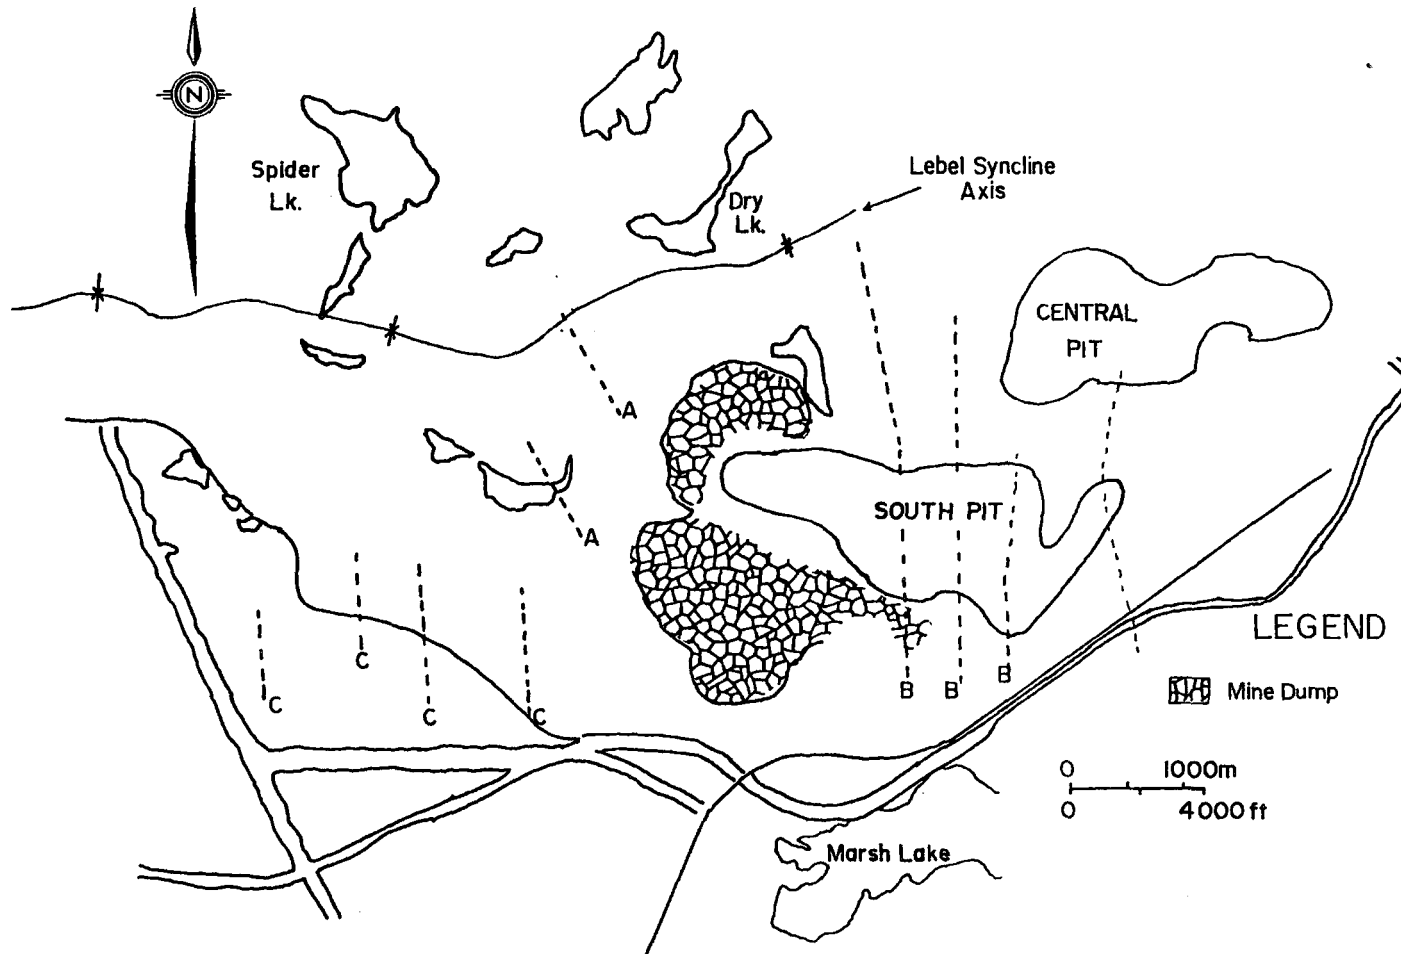 N
Spider
Lk.
Dry
Lk.
Lebel Syncline
Axis
CENTRAL
PIT
A
SOUTH PIT
A
LEGEND
C
C
C
C
B
B
B
Mine Dump
0 1000m
0 4000 ft
Marsh Lake